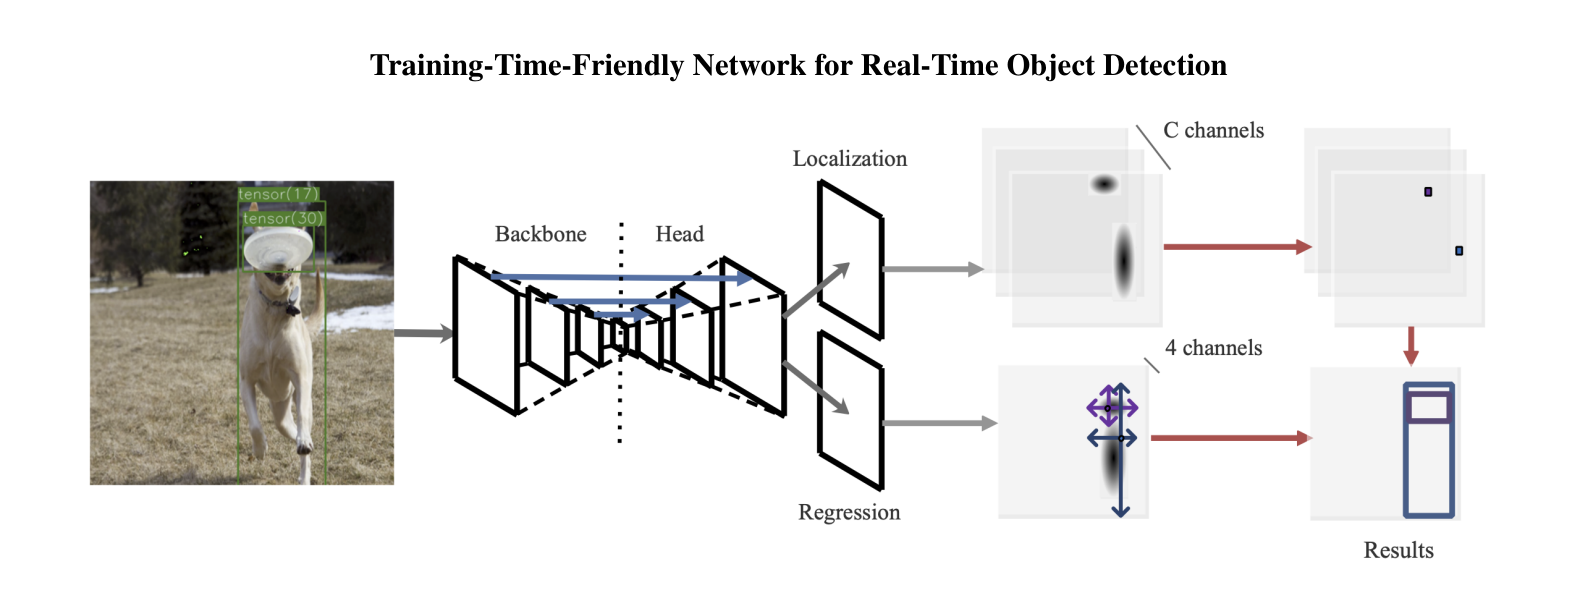 Training-Time-Friendly Network for Real-Time Object Detection
C channels
Localization
tensor(17)
tensor(30)
Backbone
Head
4 channels
Regression
Results